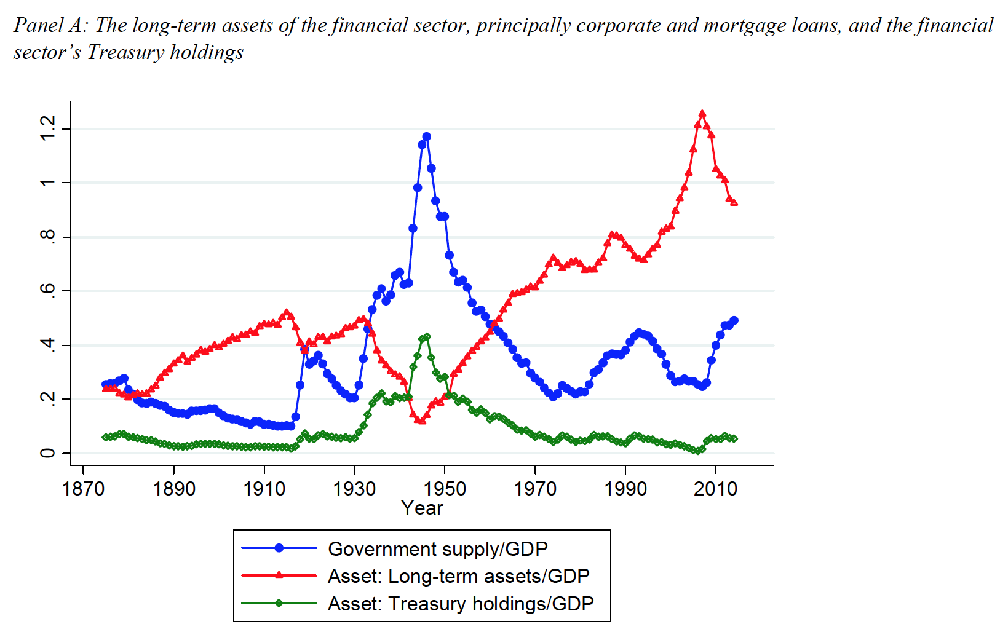 Panel A: The long-term assets of the financial sector, principally corporate and mortgage loans, and the financial
sector’s Treasury holdings
1.2
1
.8
.6
.4
.2
0
1870 1890 1910 1930 1950 1970 1990 2010
Year
Government supply/GDP
Asset: Long-term assets/GDP
Asset: Treasury holdings/GDP